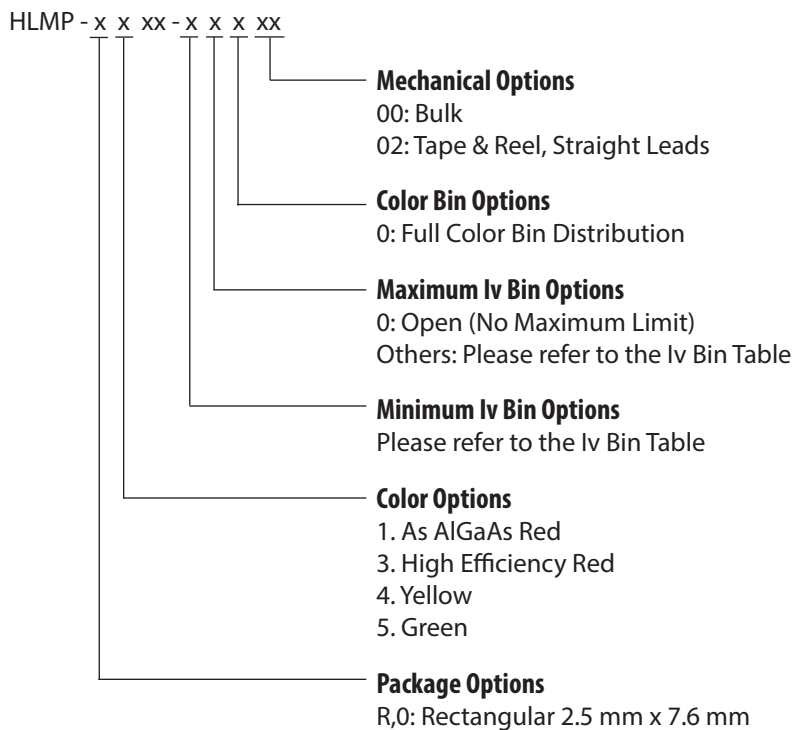 HLMP - x x xx - x x x xx
Mechanical Options
00: Bulk
02: Tape & Reel, Straight Leads
Color Bin Options
0: Full Color Bin Distribution
Maximum Iv Bin Options
0: Open (No Maximum Limit)
Others: Please refer to the Iv Bin Table
Minimum Iv Bin Options
Please refer to the Iv Bin Table
Color Options
1. As AlGaAs Red
3. High Efficiency Red
4. Yellow
5. Green
Package Options
R,0: Rectangular 2.5 mm x 7.6 mm